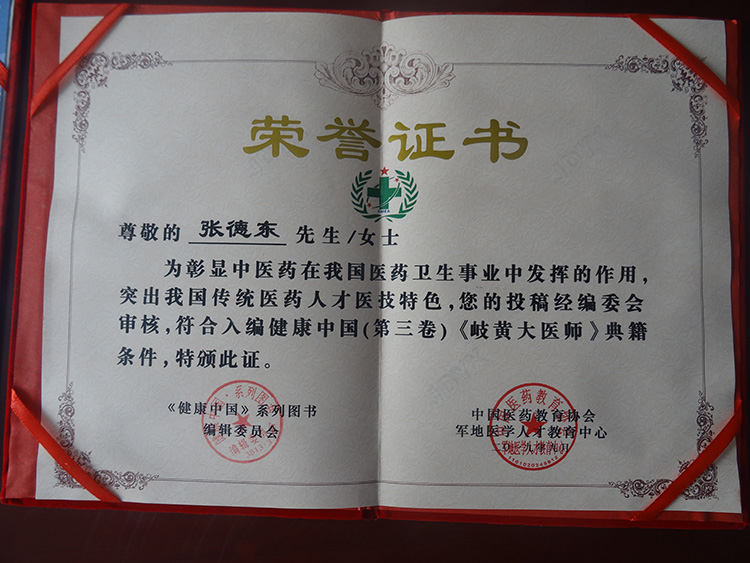 荣誉证书
尊敬的 张德东 先生/女士
为彰显中医药在我国医药卫生事业中发挥的作用,
突出我国传统医药人才医技特色,您的投稿经编委会
审核,符合入编健康中国(第三卷)《岐黄大医师》典籍
条件,特颁此证。
《健康中国》系列图书
编辑委员会
中国医药教育协会
军地医学人才教育中心